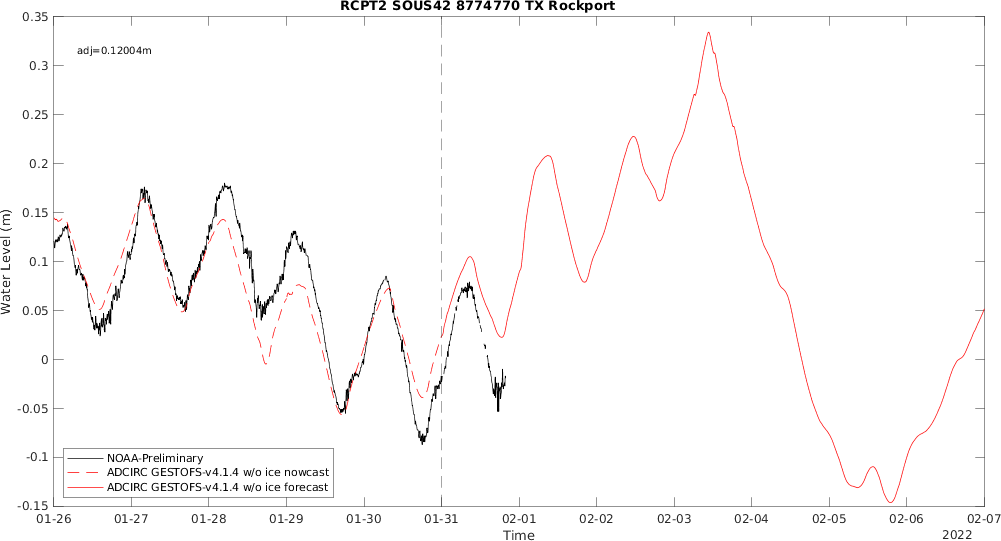 RCPT2 SOUS42 8774770 TX Rockport
adj=0.12004m
0.35
0.3
0.25
0.2
0.15
0.1
0.05
0
-0.05
-0.1
-0.15
Water Level (m)
NOAA-Preliminary
ADCIRC GESTOFS-v4.1.4 w/o ice nowcast
ADCIRC GESTOFS-v4.1.4 w/o ice forecast
01-26 01-27 01-28 01-29 01-30 01-31 02-01 02-02 02-03 02-04 02-05 02-06 02-07
Time
2022